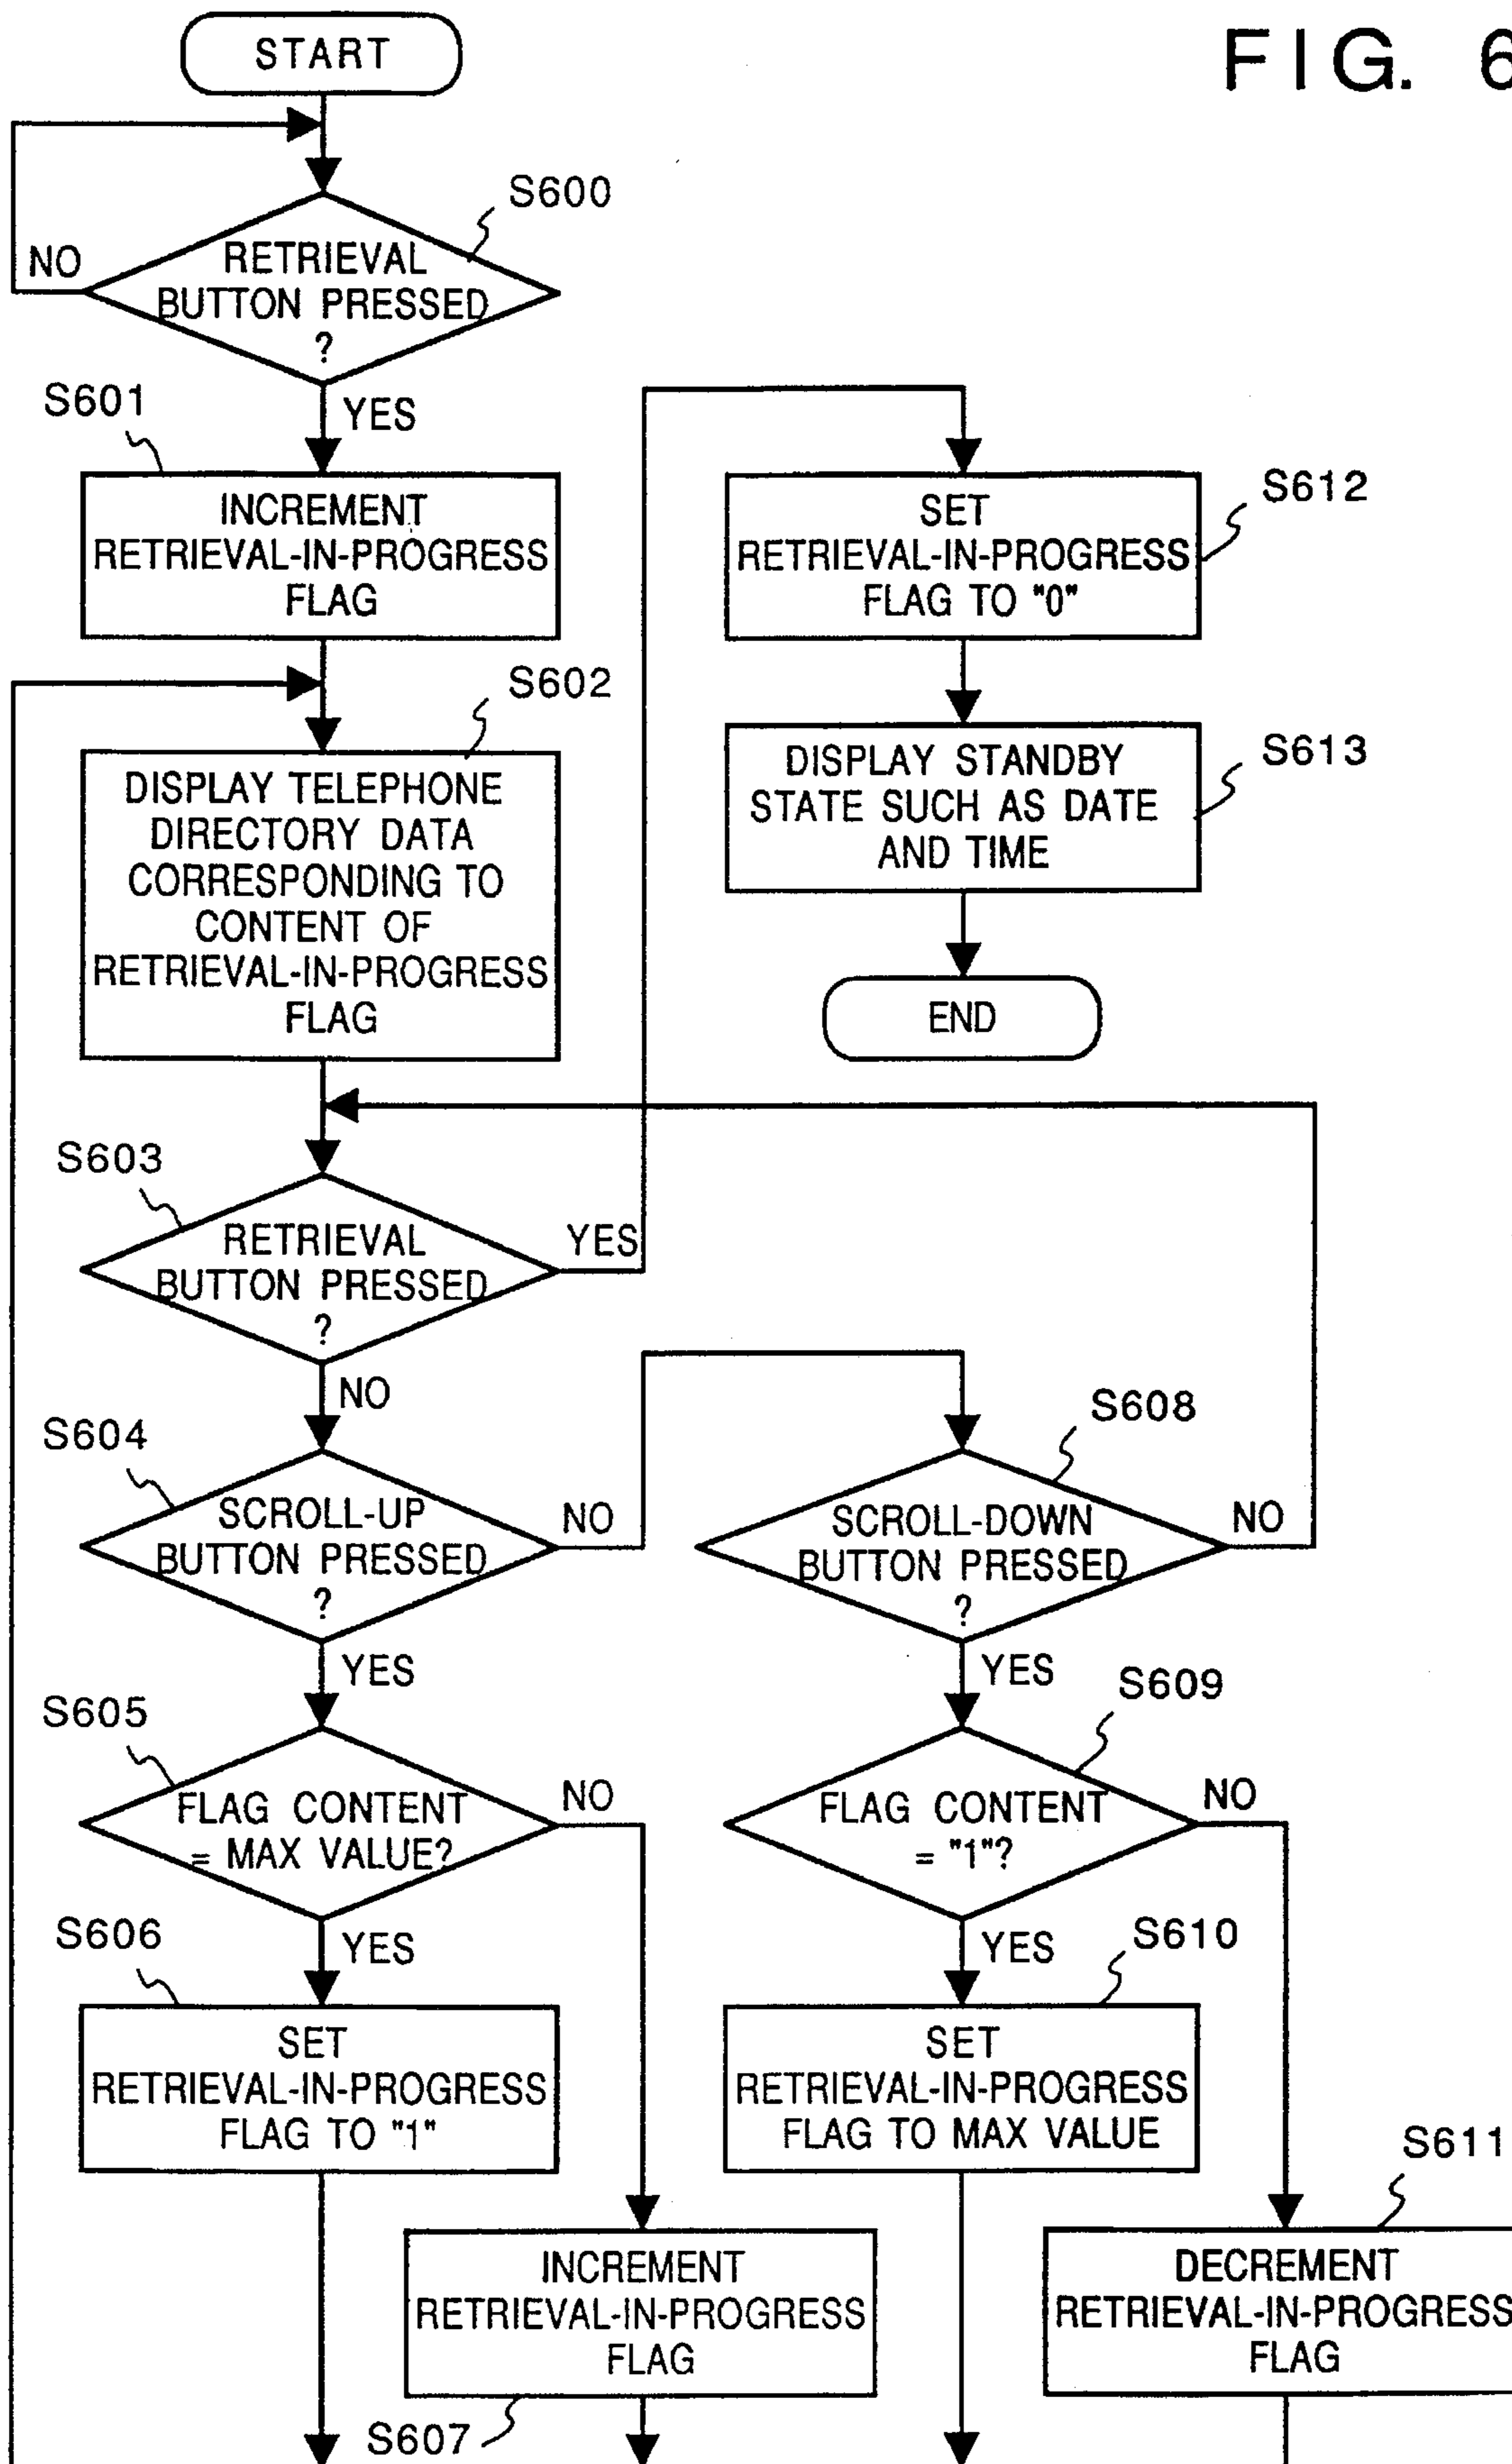 FIG. 6
START
S600
NO
RETRIEVAL
BUTTON PRESSED
?
YES
S601
INCREMENT
RETRIEVAL-IN-PROGRESS
FLAG
S602
DISPLAY TELEPHONE
DIRECTORY DATA
CORRESPONDING TO
CONTENT OF
RETRIEVAL-IN-PROGRESS
FLAG
S612
SET
RETRIEVAL-IN-PROGRESS
FLAG TO "0"
S613
DISPLAY STANDBY
STATE SUCH AS DATE
AND TIME
END
S603
RETRIEVAL
BUTTON PRESSED
?
YES
NO
S604
SCROLL-UP
BUTTON PRESSED
?
NO
YES
S608
SCROLL-DOWN
BUTTON PRESSED
?
NO
YES
S605
FLAG CONTENT
= MAX VALUE?
NO
YES
S609
FLAG CONTENT
= "1"?
NO
YES
S606
SET
RETRIEVAL-IN-PROGRESS
FLAG TO "1"
S610
SET
RETRIEVAL-IN-PROGRESS
FLAG TO MAX VALUE
S611
INCREMENT
RETRIEVAL-IN-PROGRESS
FLAG
S607
DECREMENT
RETRIEVAL-IN-PROGRESS
FLAG